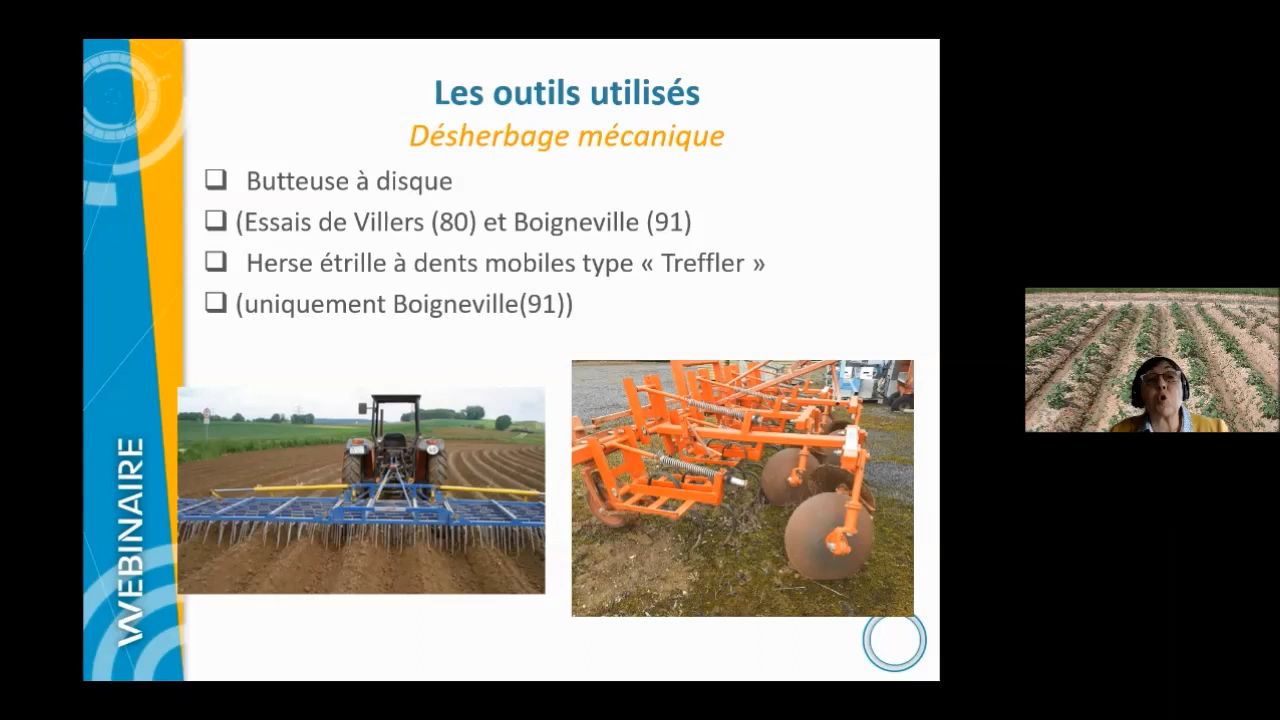 Les outils utilisés
Désherbage mécanique
Butteuse à disque
(Essais de Villers (80) et Boigneville (91)
Herse étrille à dents mobiles type « Treffler »
(uniquement Boigneville(91))
WEBINAIRE